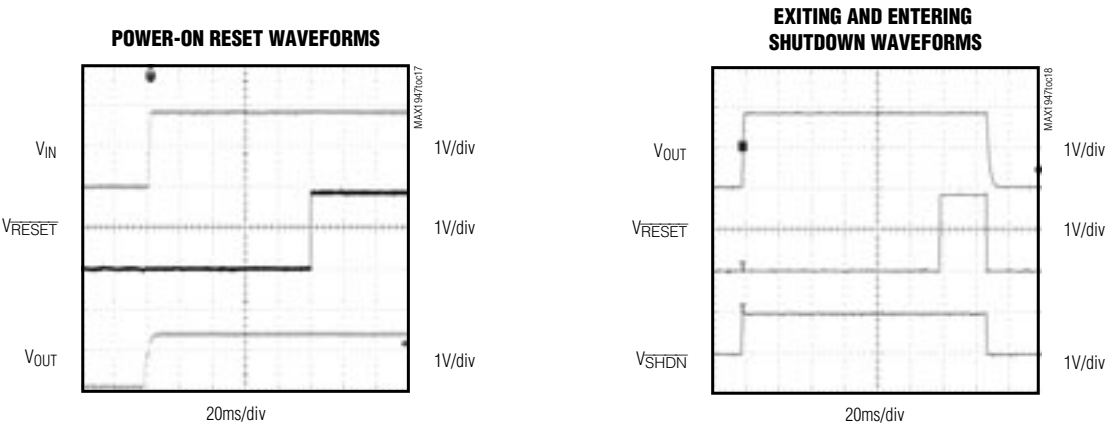 POWER-ON RESET WAVEFORMS
MAX1947toc17
VIN
1V/div
VRESET
1V/div
VOUT
1V/div
20ms/div
EXITING AND ENTERING
SHUTDOWN WAVEFORMS
MAX1947toc18
VOUT
1V/div
VRESET
1V/div
VSHDN
1V/div
20ms/div